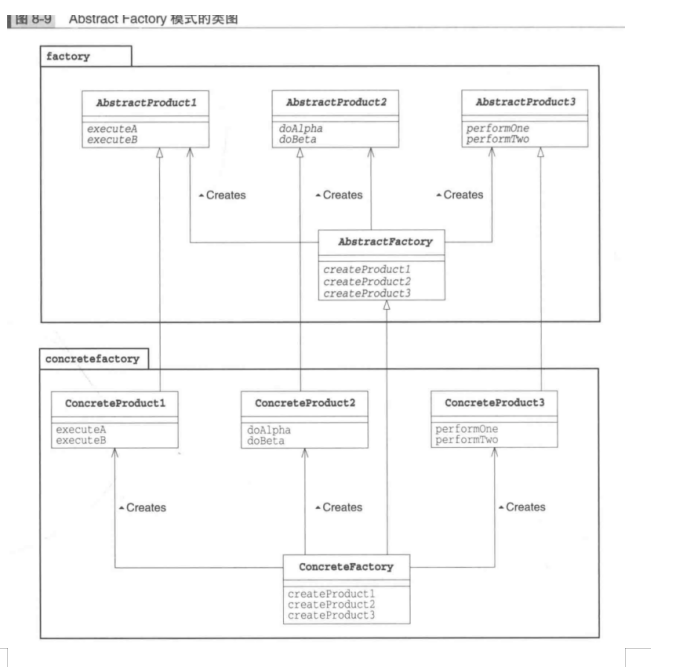 图 8-9 Abstract Factory 模式的类图
factory
AbstractProduct1
executeA
executeB
AbstractProduct2
doAlpha
doBeta
AbstractProduct3
performOne
performTwo
Creates
Creates
Creates
AbstractFactory
createProduct1
createProduct2
createProduct3
concretefactory
ConcreteProduct1
executeA
executeB
ConcreteProduct2
doAlpha
doBeta
ConcreteProduct3
performOne
performTwo
Creates
Creates
Creates
ConcreteFactory
createProduct1
createProduct2
createProduct3